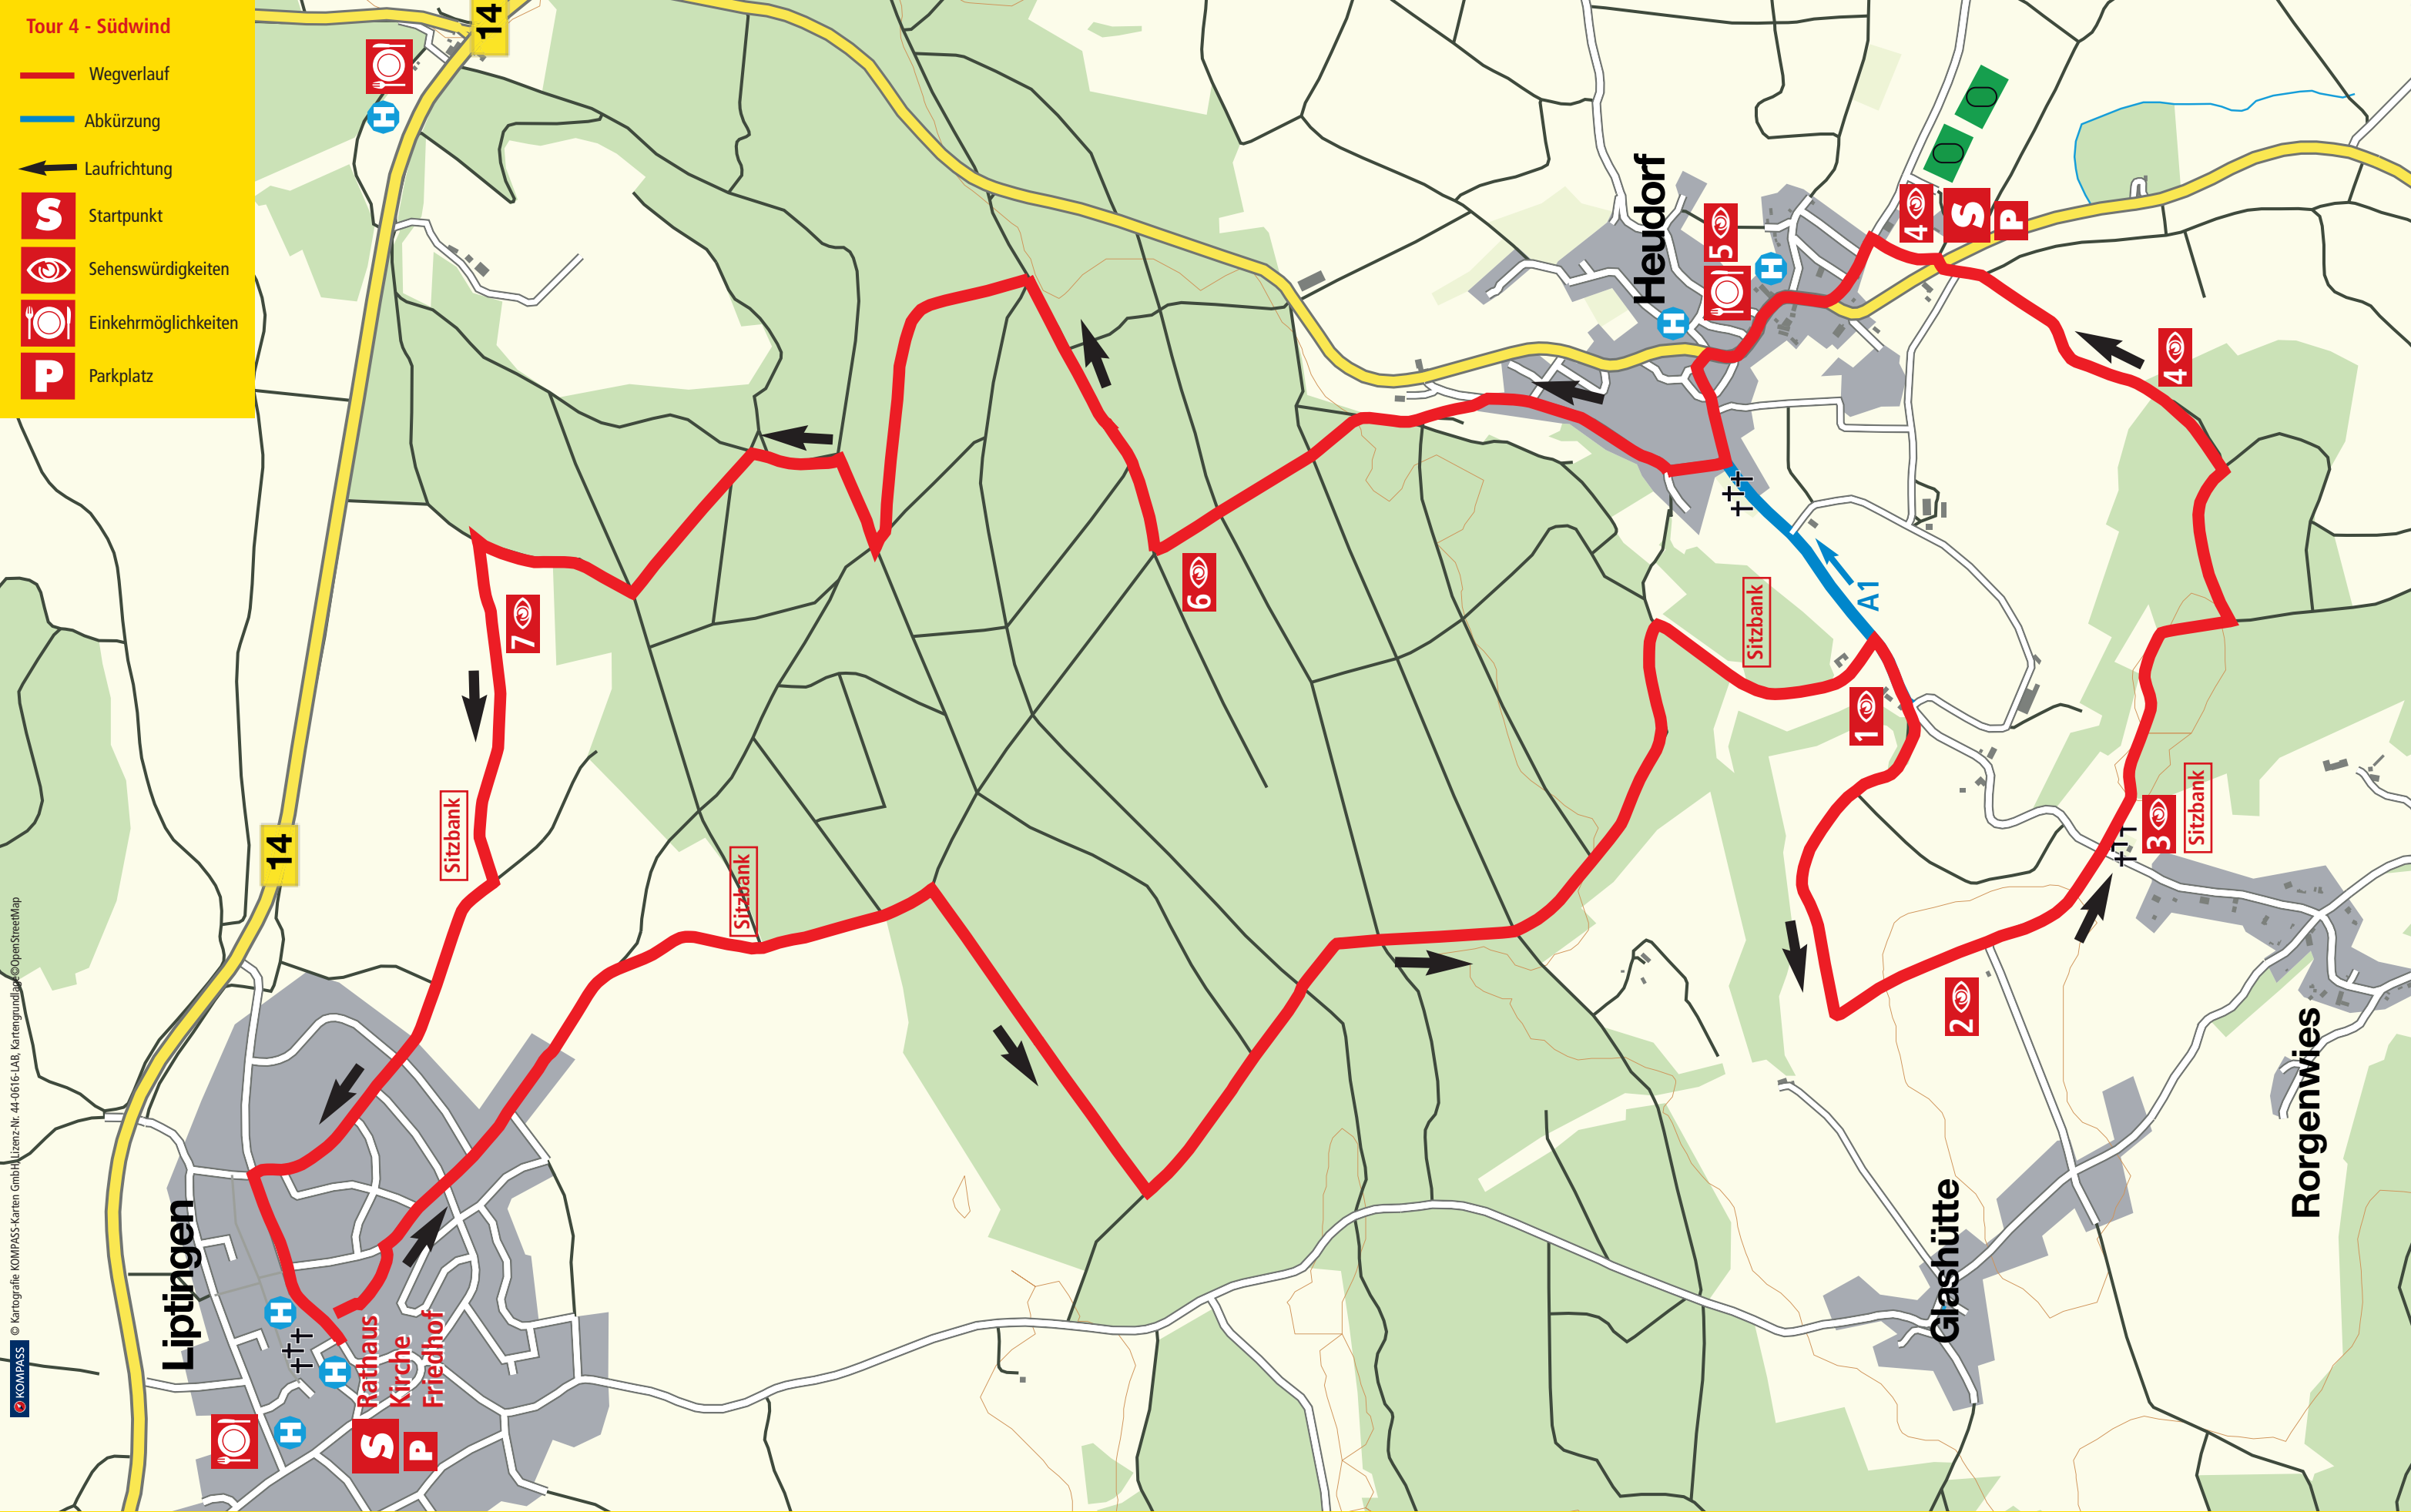 Tour 4 - Südwind
Wegverlauf
Abkürzung
Laufrichtung
S Startpunkt
Sehenswürdigkeiten
Einkehrmöglichkeiten
P Parkplatz
14
H
Heudorf
5
H
H
4
S
P
4
6
7
A1
Sitzbank
1
14
Sitzbank
Sitzbank
3
Sitzbank
2
Liptingen
H
H
H
Rathaus
Kirche
Friedhof
S
P
Glashütte
Rorgenwies
KOMPASS
© Kartografie KOMPASS-Karten GmbH, Lizenz-Nr. 44-0616-LAB, Kartengrundlage©OpenStreetMap